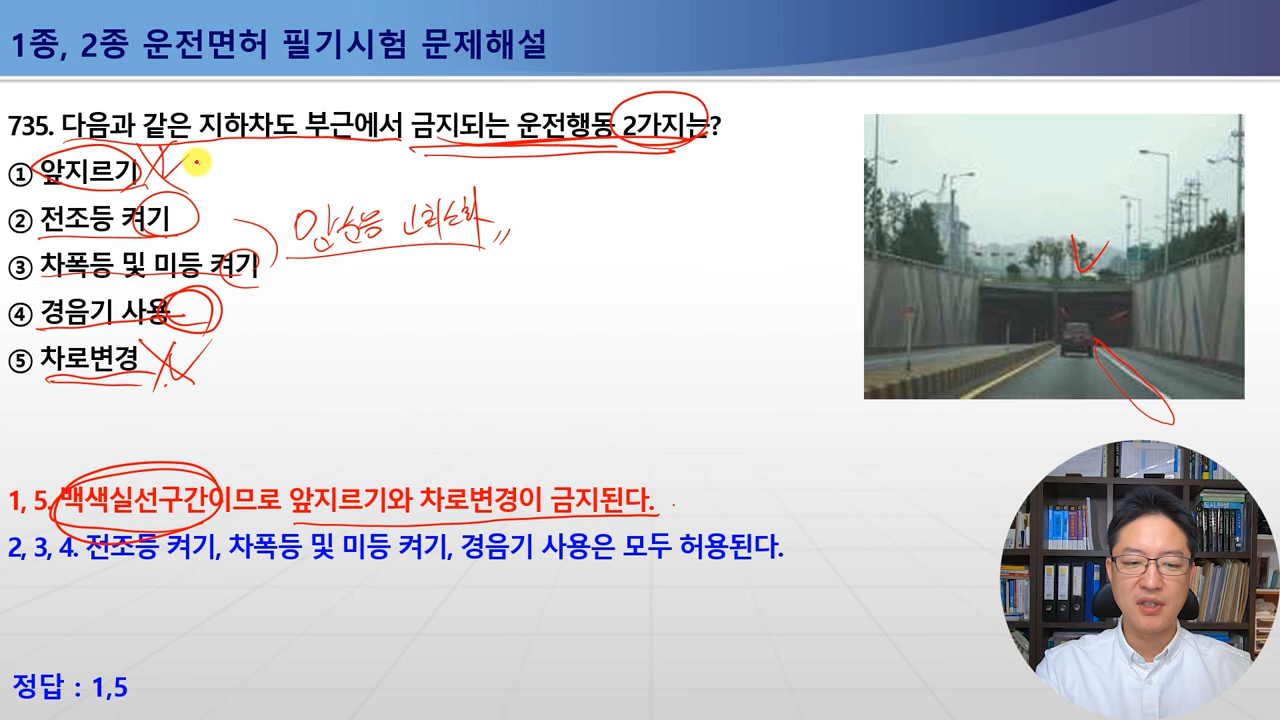 1종, 2종 운전면허 필기시험 문제해설
735. 다음과 같은 지하차도 부근에서 금지되는 운전행동 2가지는?
① 앞지르기
② 전조등 켜기
③ 차폭등 및 미등 켜기
④ 경음기 사용
⑤ 차로변경
1, 5. 백색실선구간이므로 앞지르기와 차로변경이 금지된다.
2, 3, 4. 전조등 켜기, 차폭등 및 미등 켜기, 경음기 사용은 모두 허용된다.
정답 : 1,5